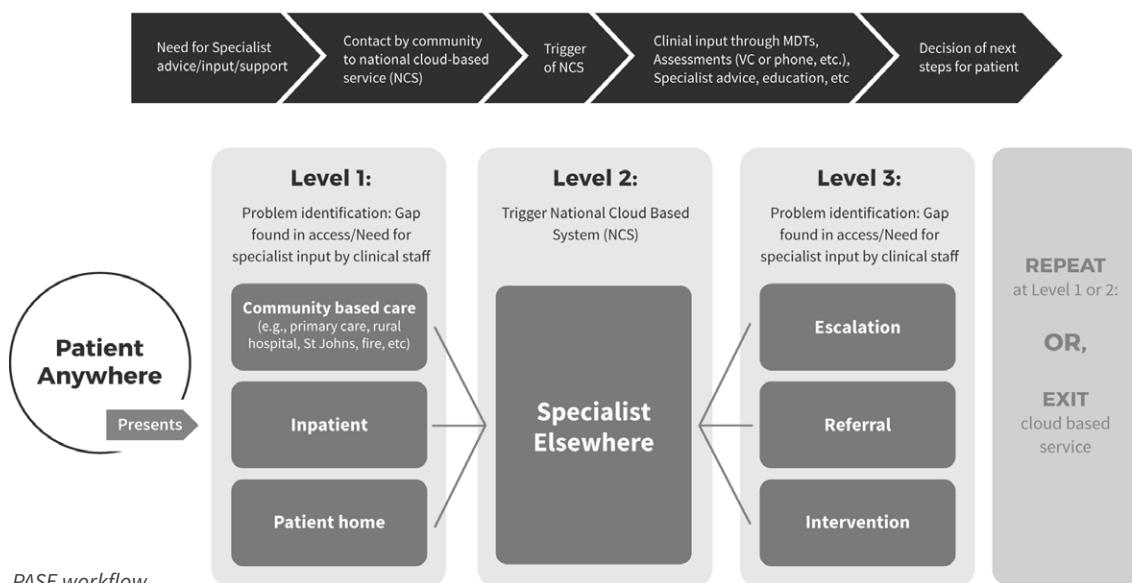 Need for Specialist
advice/input/support
Contact by community
to national cloud-based
service (NCS)
Trigger
of NCS
Clinial input through MDTs,
Assessments (VC or phone, etc.),
Specialist advice, education, etc
Decision of next
steps for patient
Patient
Anywhere
Presents
Level 1:
Problem identification: Gap
found in access/Need for
specialist input by clinical staff
Community based care
(e.g., primary care, rural
hospital, St Johns, fire, etc)
Inpatient
Patient home
Level 2:
Trigger National Cloud Based
System (NCS)
Specialist
Elsewhere
Level 3:
Problem identification: Gap
found in access/Need for
specialist input by clinical staff
Escalation
Referral
Intervention
REPEAT
at Level 1 or 2:
OR,
EXIT
cloud based
service
PASE workflow